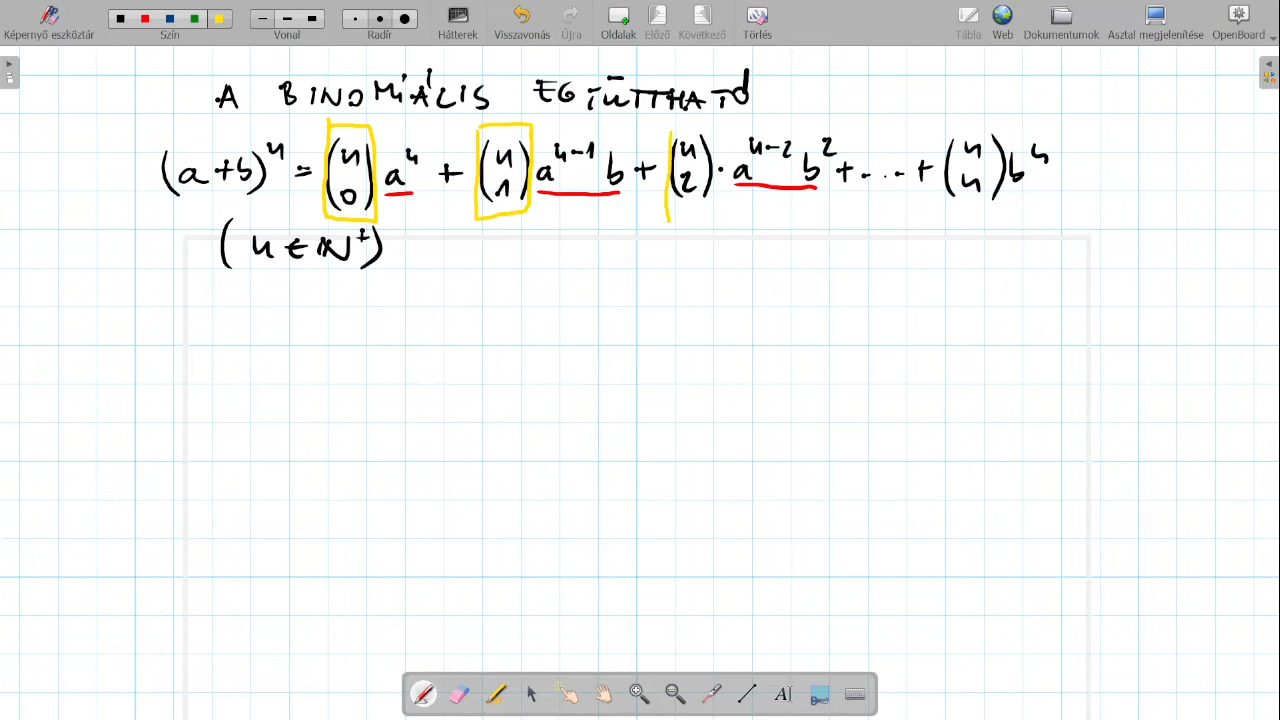 Képernyő eszköztár Szín Vonal Radír Hátterek Visszavonás Újra Oldalak Előző Következő Törlés Tábla Web Dokumentumok Asztal megjelenítése OpenBoard
A BINOMIÁLIS EGYÜTTHATÓ
(a+b)^n = (n 0) a^n + (n 1) a^{n-1} b + (n 2) · a^{n-2} b^2 + ... + (n n) b^n
(n ∈ ℕ^+)